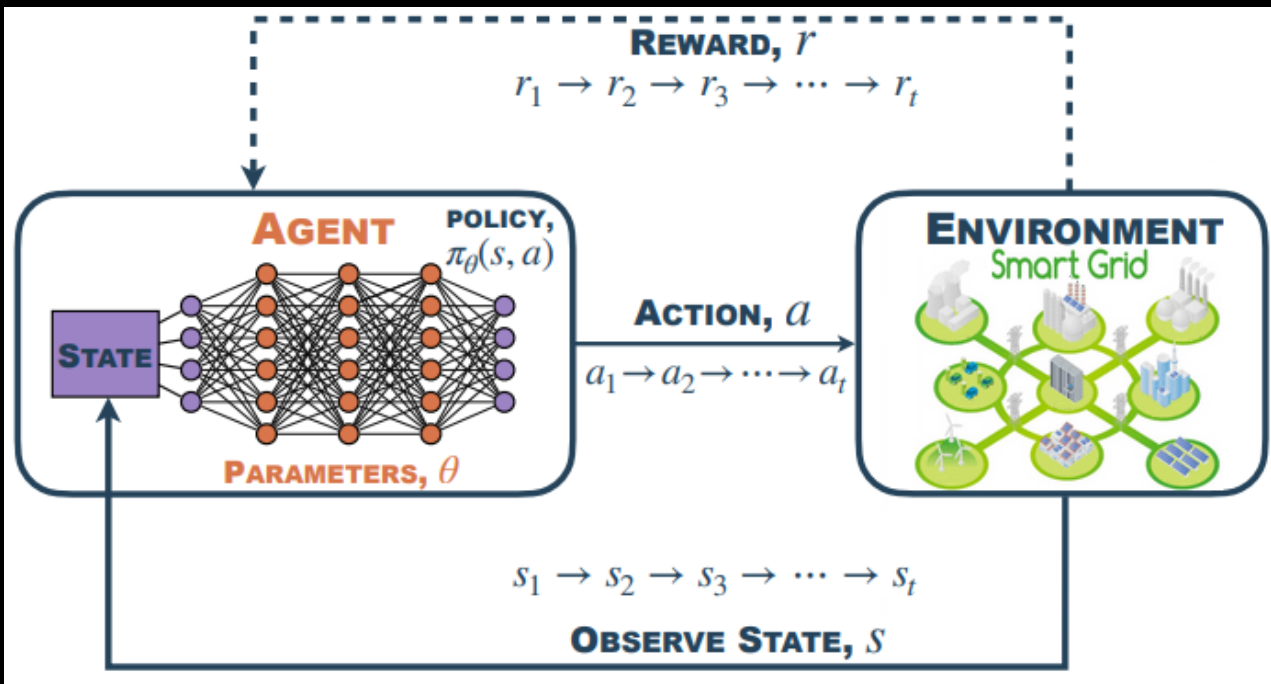 REWARD, r
r₁ → r₂ → r₃ → ⋯ → rₜ
AGENT
POLICY,
π_θ(s, a)
STATE
PARAMETERS, θ
ACTION, a
a₁→a₂→⋯→aₜ
ENVIRONMENT
Smart Grid
s₁ → s₂ → s₃ → ⋯ → sₜ
OBSERVE STATE, s